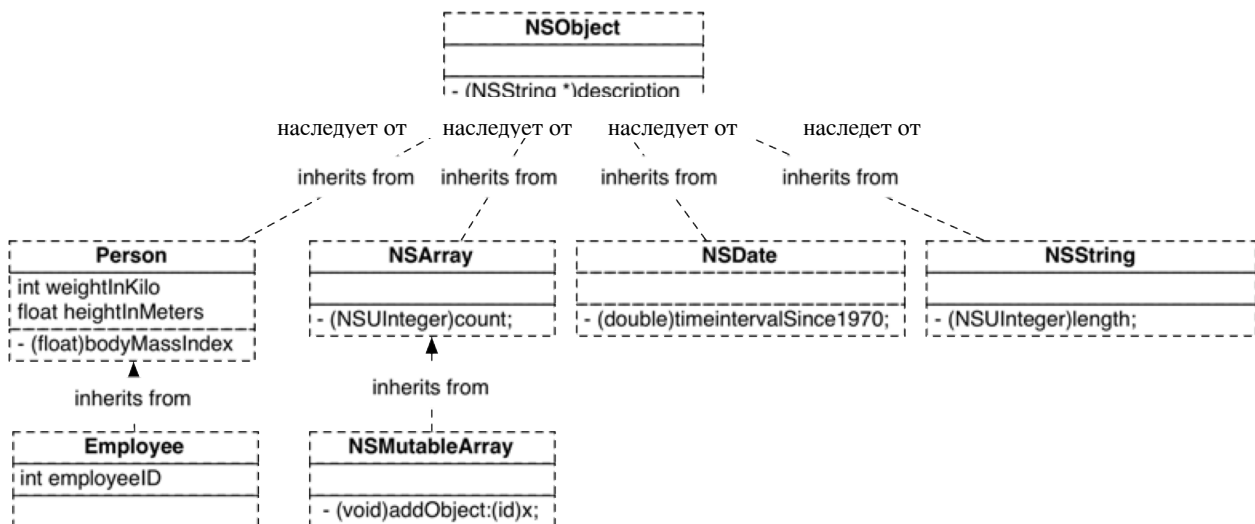 NSObject
- (NSString *)description
наследует от наследует от наследует от наследет от
inherits from inherits from inherits from inherits from
Person NSArray NSDate NSString
int weightInKilo
float heightInMeters
- (float)bodyMassIndex
- (NSUInteger)count;
- (double)timeintervalSince1970;
- (NSUInteger)length;
inherits from inherits from
Employee NSMutableArray
int employeeID
- (void)addObject:(id)x;